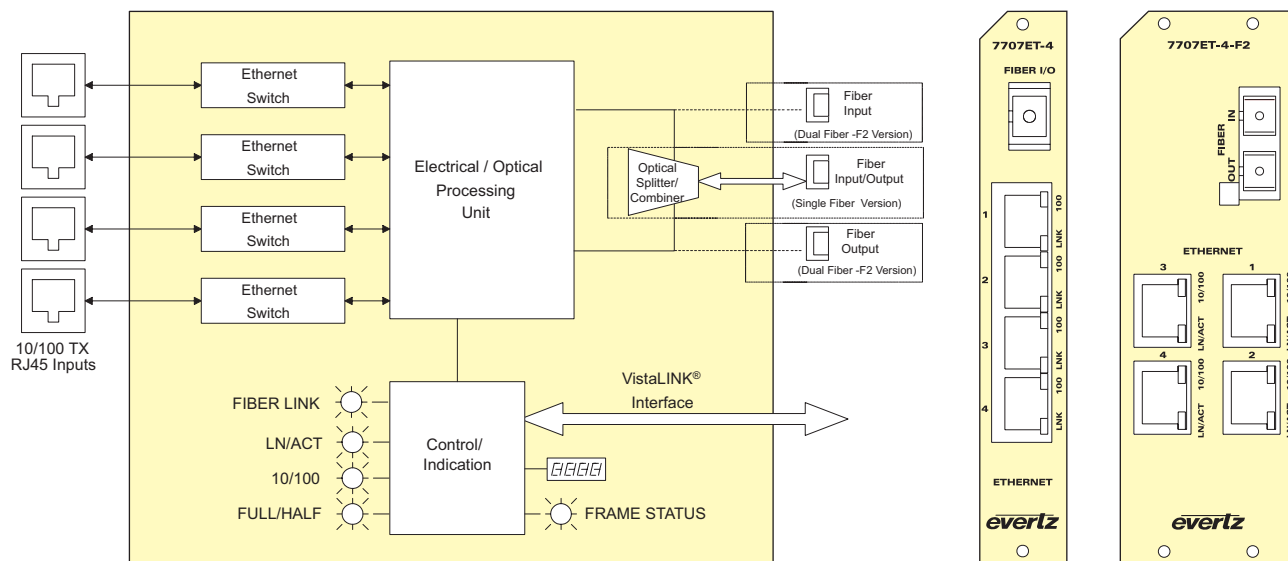 Ethernet
Switch
Ethernet
Switch
Ethernet
Switch
Ethernet
Switch
10/100 TX
RJ45 Inputs
Electrical / Optical
Processing
Unit
Optical
Splitter/
Combiner
Fiber
Input
(Dual Fiber -F2 Version)
Fiber
Input/Output
(Single Fiber Version)
Fiber
Output
(Dual Fiber -F2 Version)
VistaLINK®
Interface
FIBER LINK
LN/ACT
10/100
FULL/HALF
Control/
Indication
8888
FRAME STATUS
7707ET-4
FIBER I/O
1
100
LNK
2
100
LNK
3
100
LNK
4
100
LNK
ETHERNET
evertz
7707ET-4-F2
FIBER
IN
OUT
ETHERNET
3
10/100
LN/ACT
1
4
10/100
LN/ACT
2
evertz